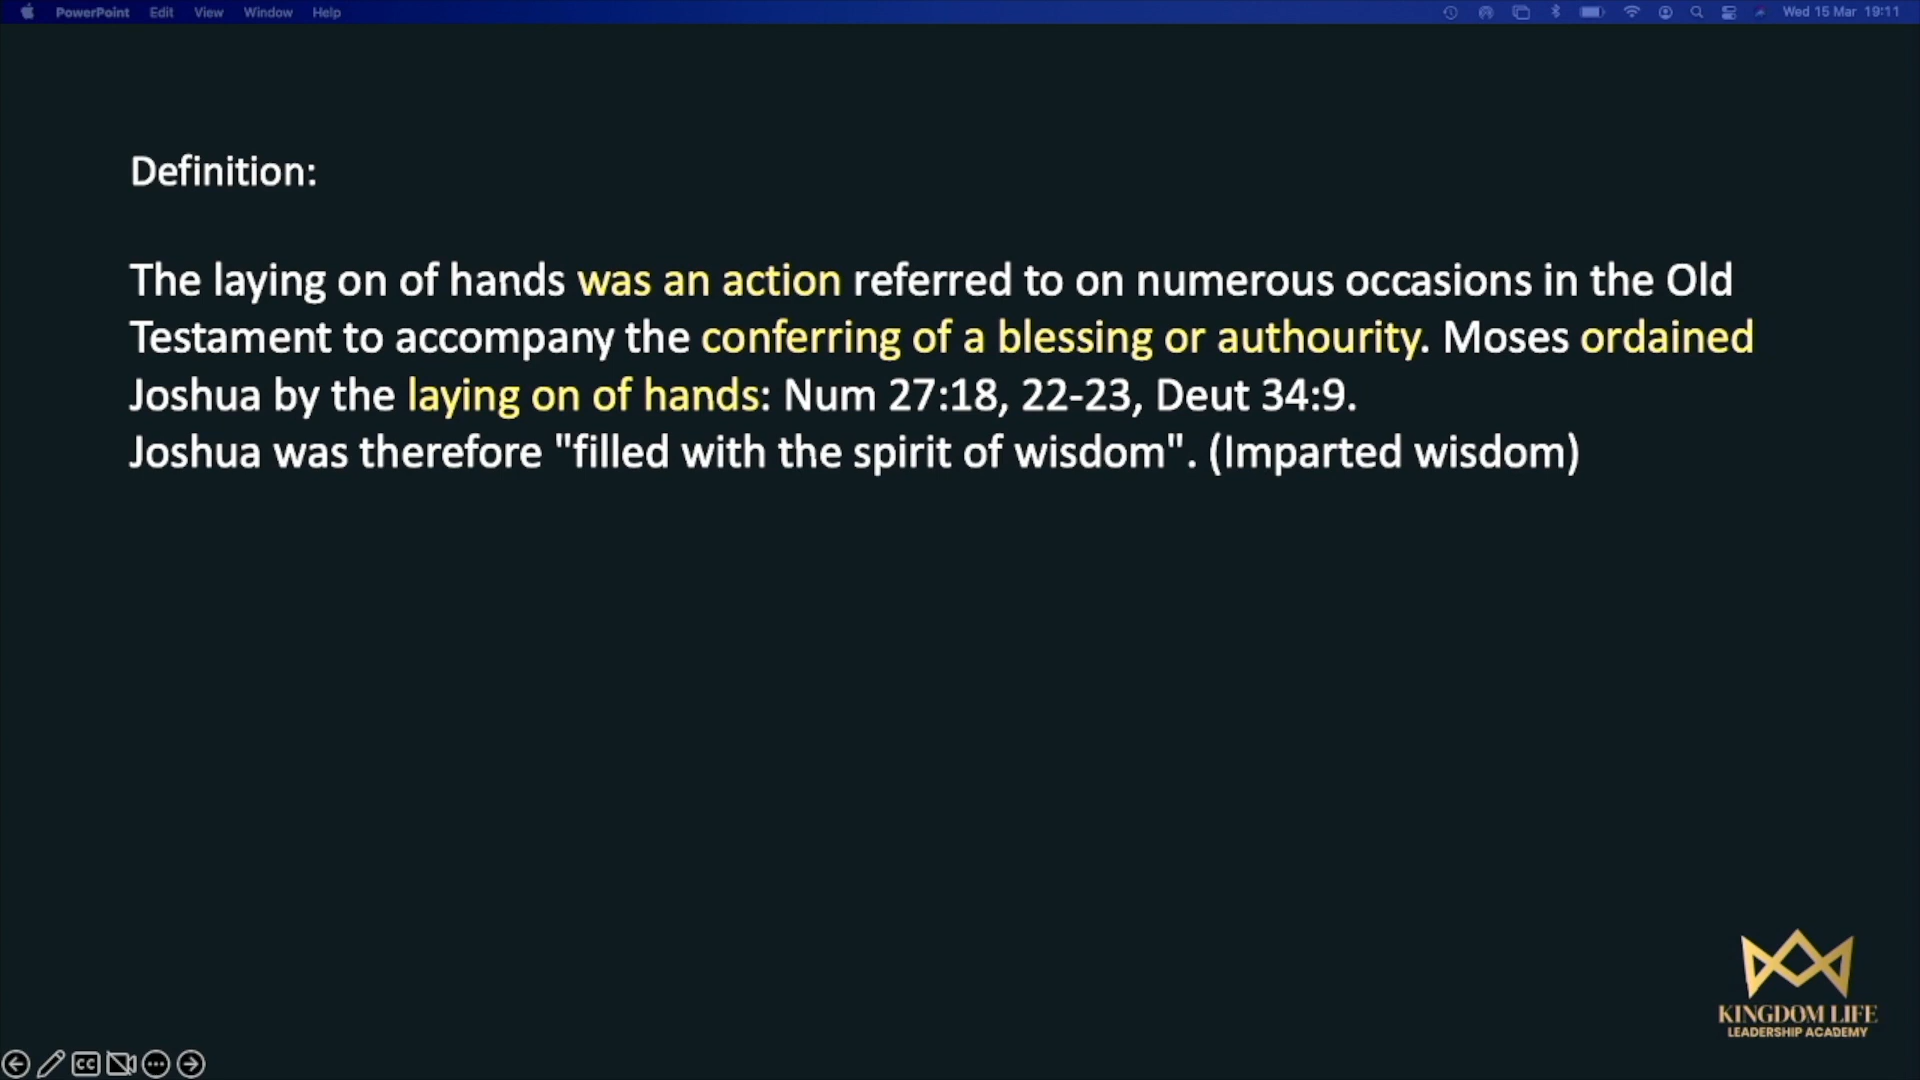 PowerPoint Edit View Window Help Wed 15 Mar 19:11
Definition:
The laying on of hands was an action referred to on numerous occasions in the Old
Testament to accompany the conferring of a blessing or authourity. Moses ordained
Joshua by the laying on of hands: Num 27:18, 22-23, Deut 34:9.
Joshua was therefore "filled with the spirit of wisdom". (Imparted wisdom)
KINGDOM LIFE
LEADERSHIP ACADEMY
CC